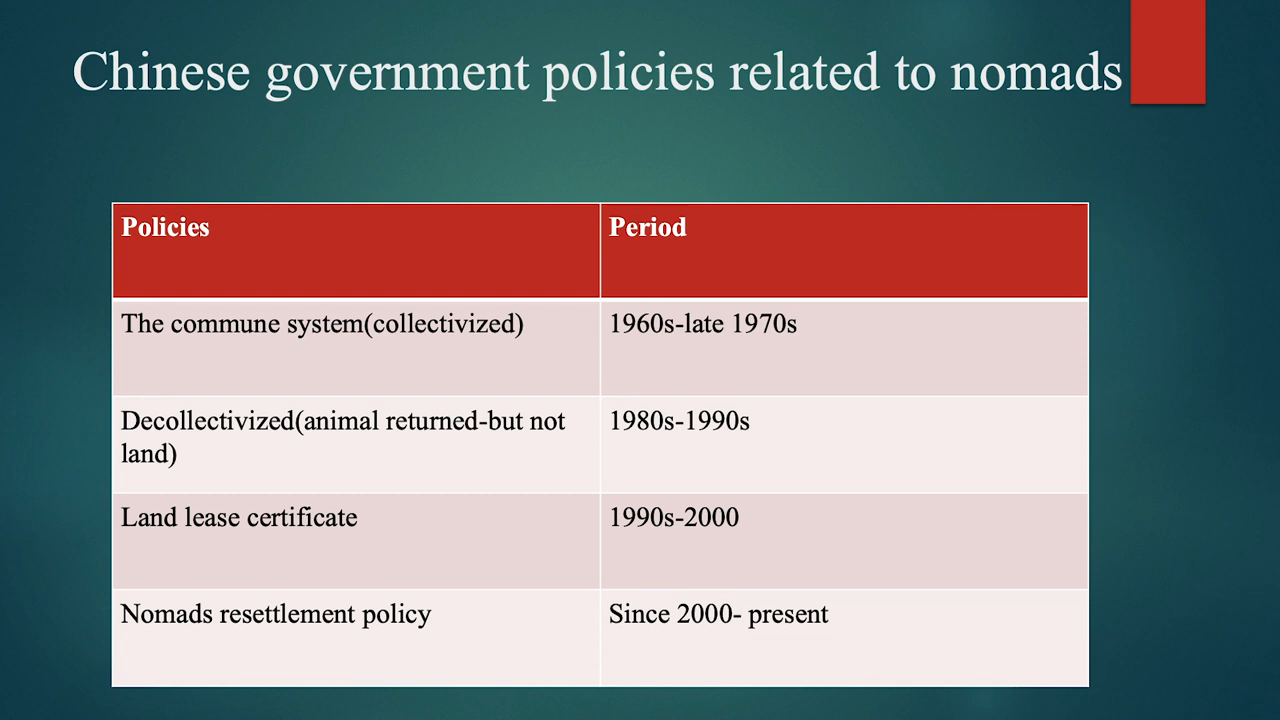 Chinese government policies related to nomads
Policies
Period
The commune system(collectivized)
1960s-late 1970s
Decollectivized(animal returned-but not
land)
1980s-1990s
Land lease certificate
1990s-2000
Nomads resettlement policy
Since 2000- present